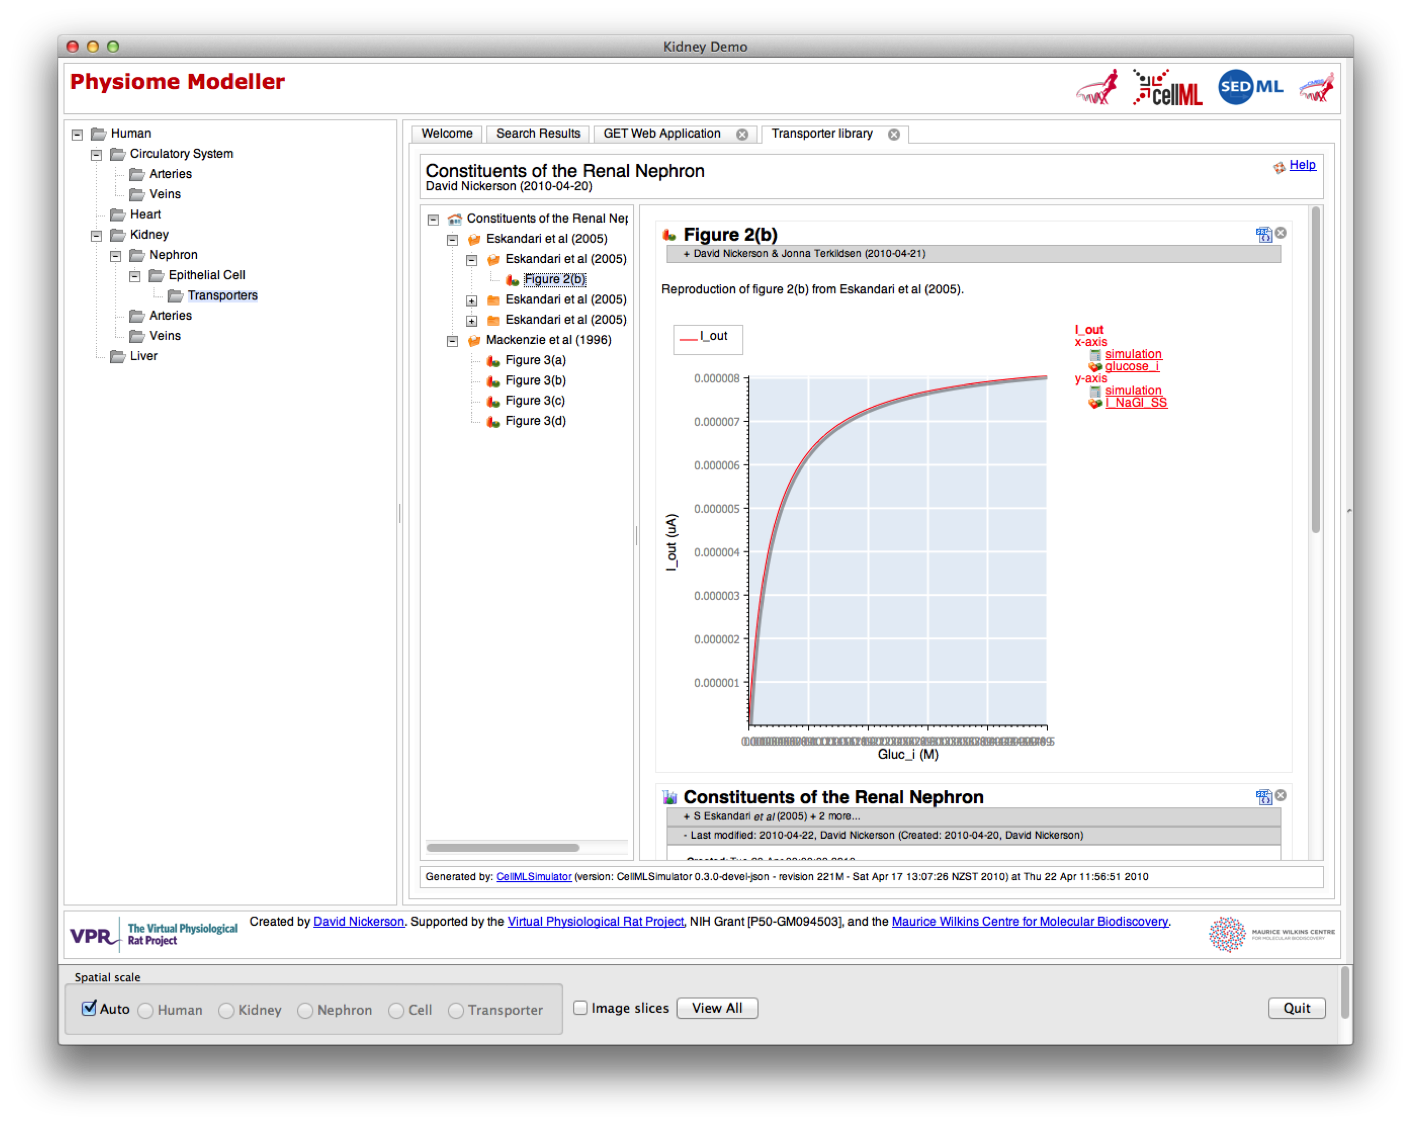 Kidney Demo
Physiome Modeller
cellML
SED ML
Human
Circulatory System
Arteries
Veins
Heart
Kidney
Nephron
Epithelial Cell
Transporters
Arteries
Veins
Liver
Welcome
Search Results
GET Web Application
Transporter library
Constituents of the Renal Nephron
David Nickerson (2010-04-20)
Help
Constituents of the Renal Nep
Eskandari et al (2005)
Eskandari et al (2005)
Figure 2(b)
Eskandari et al (2005)
Eskandari et al (2005)
Mackenzie et al (1996)
Figure 3(a)
Figure 3(b)
Figure 3(c)
Figure 3(d)
Figure 2(b)
+ David Nickerson & Jonna Terkildsen (2010-04-21)
Reproduction of figure 2(b) from Eskandari et al (2005).
I_out
I_out
x-axis
simulation
glucose_i
y-axis
simulation
I_NaGl_SS
0.000008
0.000007
0.000006
0.000005
0.000004
0.000003
0.000002
0.000001
I_out (uA)
Gluc_i (M)
Constituents of the Renal Nephron
+ S Eskandari et al (2005) + 2 more...
- Last modified: 2010-04-22, David Nickerson (Created: 2010-04-20, David Nickerson)
Generated by: CellMLSimulator (version: CellMLSimulator 0.3.0-devel-json - revision 221M - Sat Apr 17 13:07:26 NZST 2010) at Thu 22 Apr 11:56:51 2010
VPR The Virtual Physiological
Rat Project
Created by David Nickerson. Supported by the Virtual Physiological Rat Project, NIH Grant [P50-GM094503], and the Maurice Wilkins Centre for Molecular Biodiscovery.
MAURICE WILKINS CENTRE
FOR MOLECULAR BIODISCOVERY
Spatial scale
Auto Human Kidney Nephron Cell Transporter
Image slices
View All
Quit